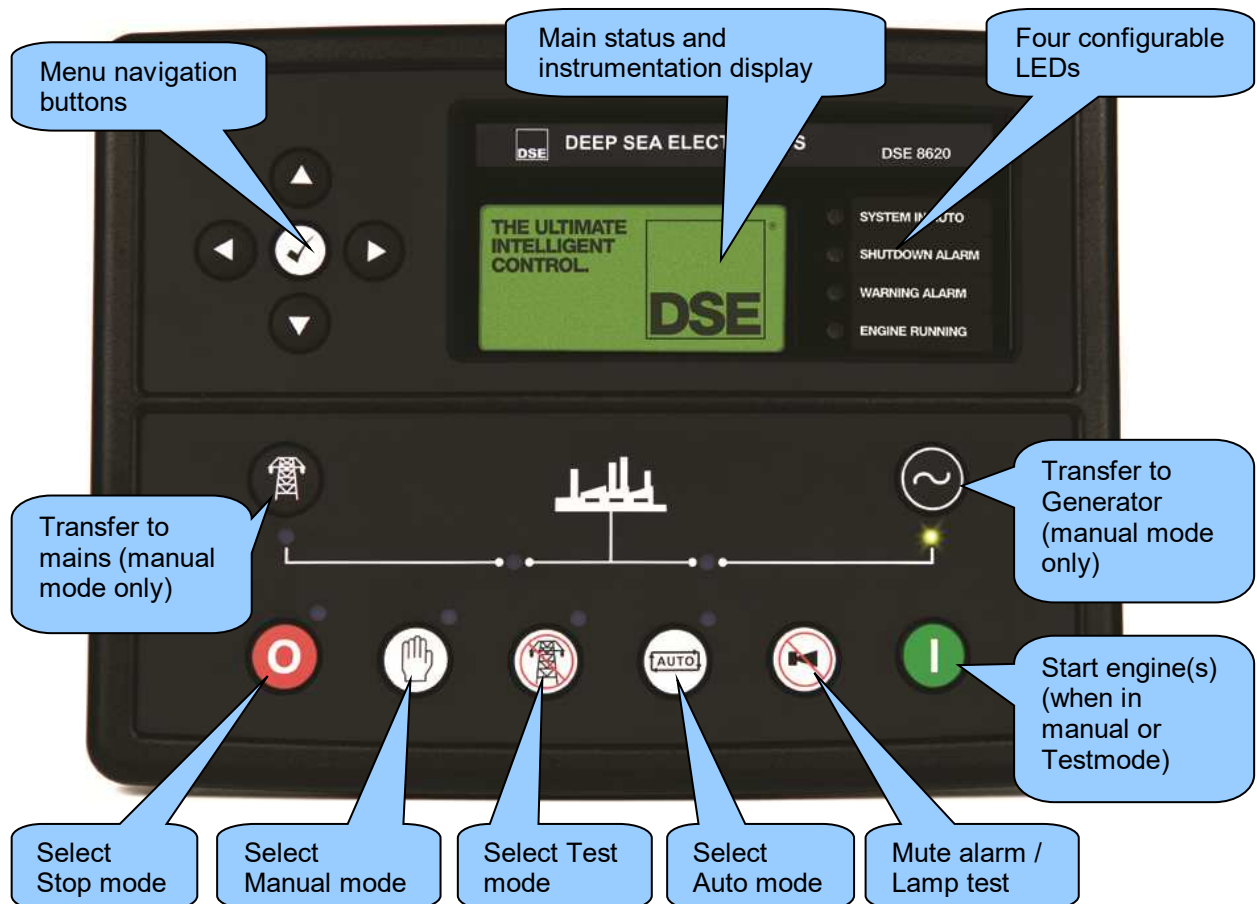 Menu navigation
buttons
Main status and
instrumentation display
Four configurable
LEDs
DSE
DEEP SEA ELECT
S
DSE 8620
THE ULTIMATE
INTELLIGENT
CONTROL.
DSE
®
SYSTEM IN AUTO
SHUTDOWN ALARM
WARNING ALARM
ENGINE RUNNING
Transfer to
mains (manual
mode only)
Transfer to
Generator
(manual mode
only)
O
AUTO
I
Start engine(s)
(when in
manual or
Testmode)
Select
Stop mode
Select
Manual mode
Select Test
mode
Select
Auto mode
Mute alarm /
Lamp test